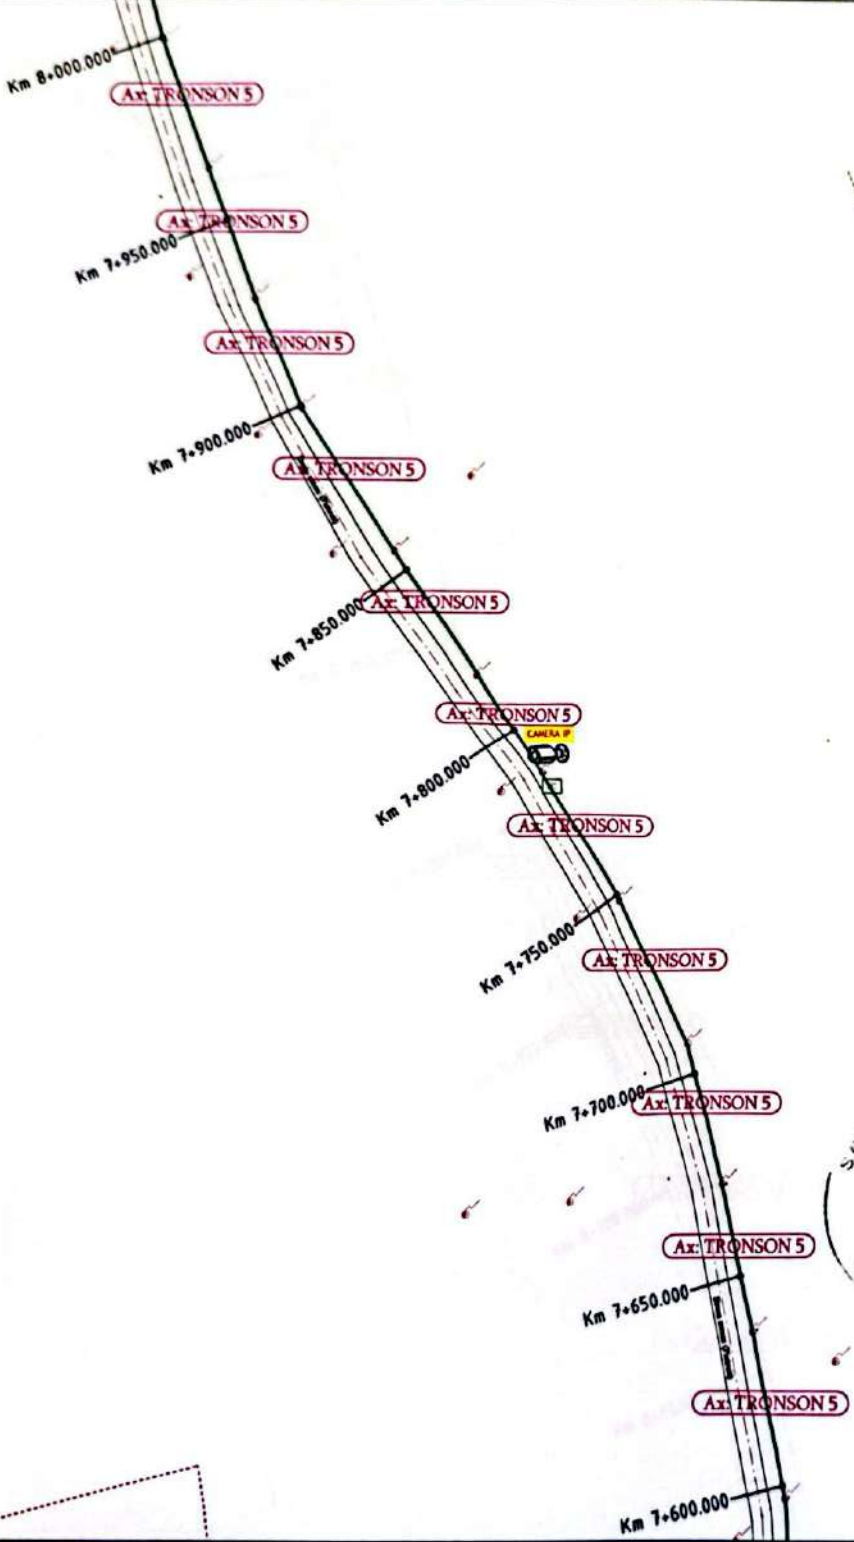 Km 8+000.000
Ax: TRONSON 5
Ax: TRONSON 5
Km 7+950.000
Ax: TRONSON 5
Km 7+900.000
Ax: TRONSON 5
Ax: TRONSON 5
Km 7+850.000
Ax: TRONSON 5
CAMERA IP
Km 7+800.000
Ax: TRONSON 5
Km 7+750.000
Ax: TRONSON 5
Km 7+700.000
Ax: TRONSON 5
Ax: TRONSON 5
Km 7+650.000
Ax: TRONSON 5
Km 7+600.000